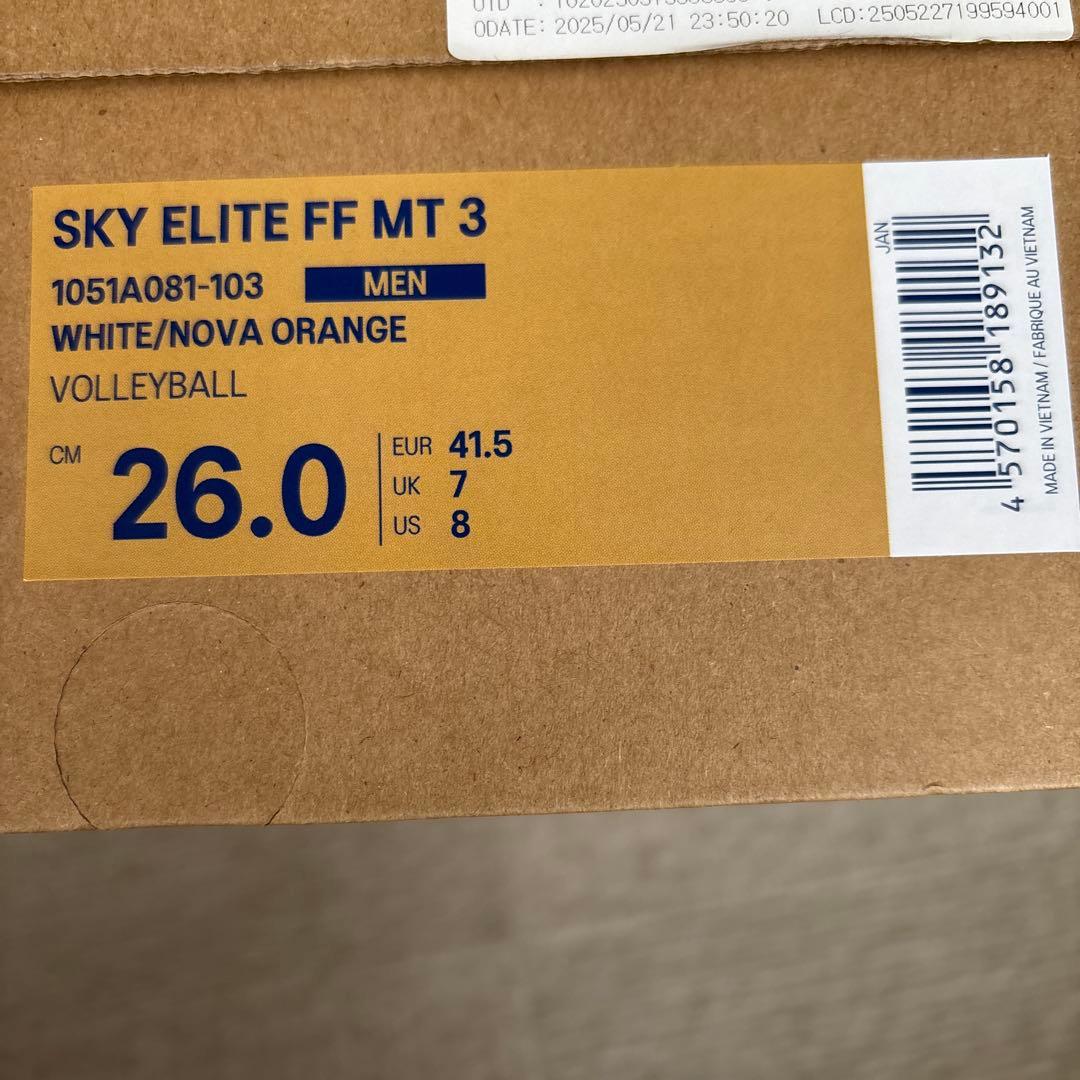 ODATE: 2025/05/21 23:50:20 LCD:2505227199594001
SKY ELITE FF MT 3
1051A081-103 MEN
WHITE/NOVA ORANGE
VOLLEYBALL
CM 26.0
EUR 41.5
UK 7
US 8
JAN
4 570158 189132
MADE IN VIETNAM / FABRIQUE AU VIETNAM